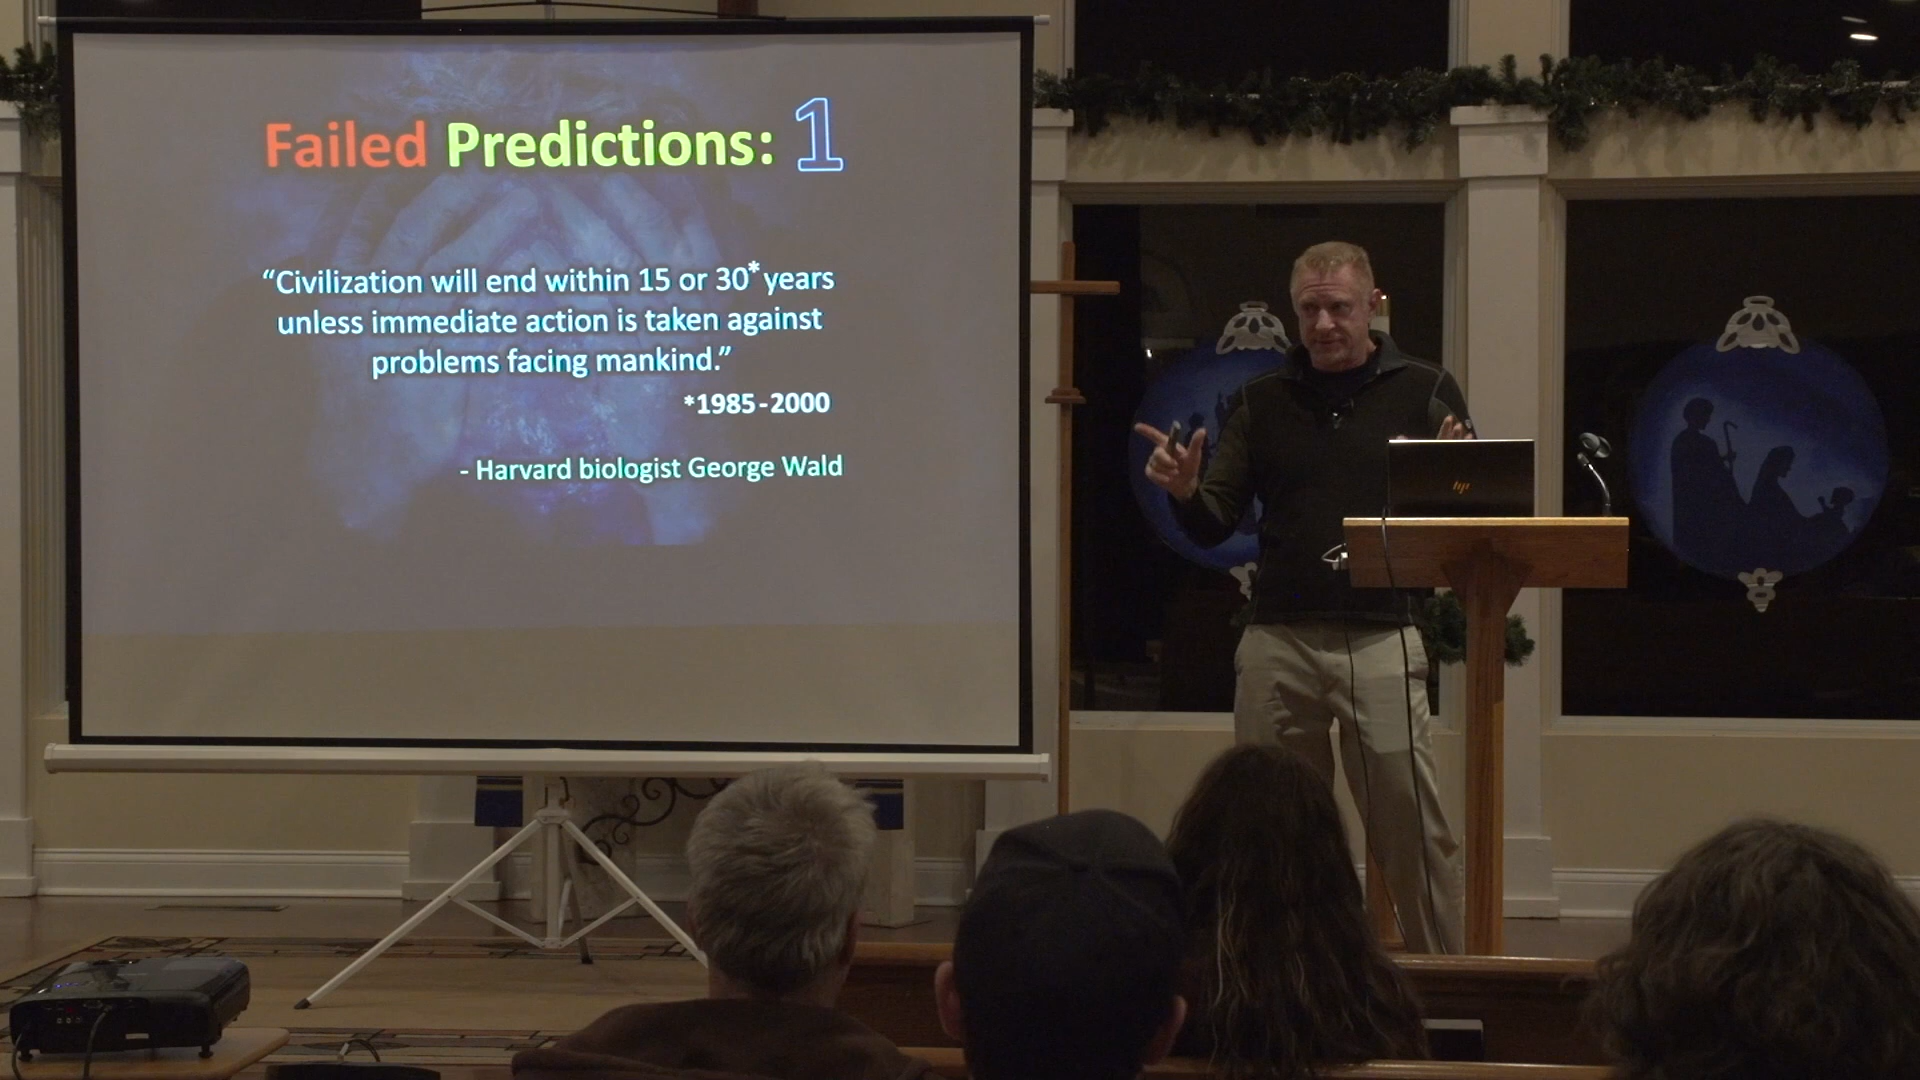 Failed Predictions: 1
“Civilization will end within 15 or 30* years
unless immediate action is taken against
problems facing mankind.”
*1985-2000
- Harvard biologist George Wald
hp